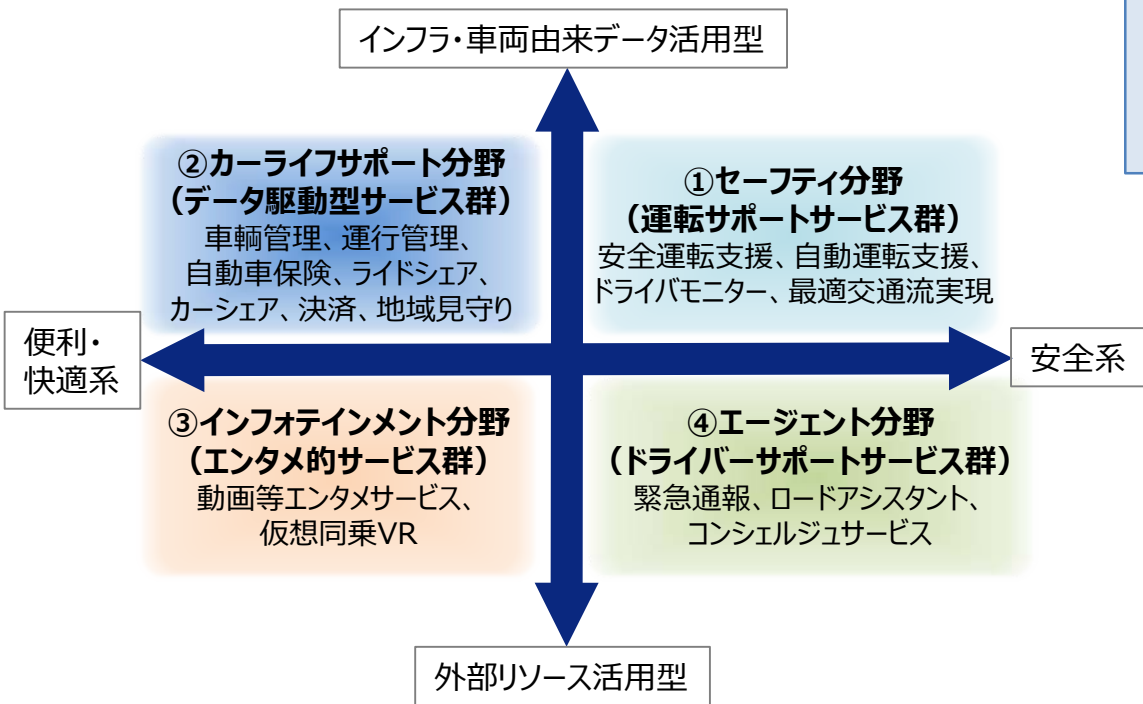 インフラ・車両由来データ活用型
②カーライフサポート分野
(データ駆動型サービス群)
車輌管理、運行管理、
自動車保険、ライドシェア、
カーシェア、決済、地域見守り
①セーフティ分野
(運転サポートサービス群)
安全運転支援、自動運転支援、
ドライバモニター、最適交通流実現
便利・
快適系
安全系
③インフォテインメント分野
(エンタメ的サービス群)
動画等エンタメサービス、
仮想同乗VR
④エージェント分野
(ドライバーサポートサービス群)
緊急通報、ロードアシスタント、
コンシェルジュサービス
外部リソース活用型